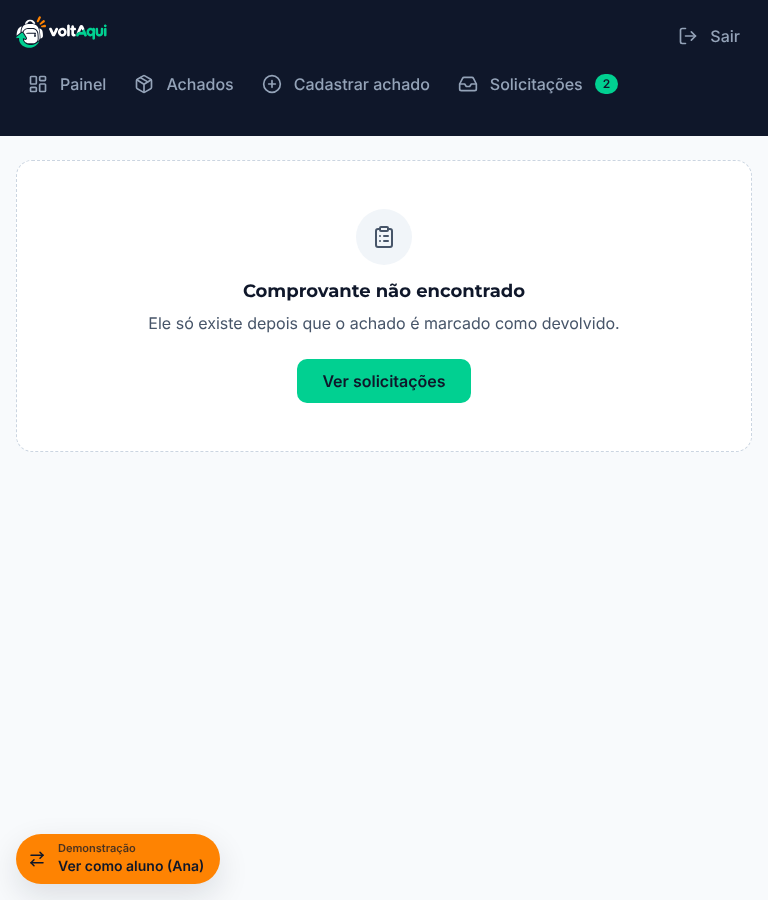 voltAqui
Sair
Painel
Achados
Cadastrar achado
Solicitações
2
Comprovante não encontrado
Ele só existe depois que o achado é marcado como devolvido.
Ver solicitações
Demonstração
Ver como aluno (Ana)